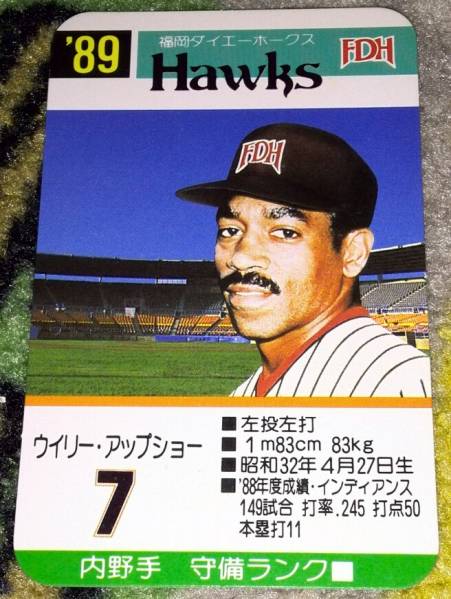 '89
福岡ダイエーホークス
Hawks
FDH
FDH
ウイリー・アップショー
7
■左投左打
■1m83cm 83kg
■昭和32年4月27日生
■'88年度成績・インディアンス
149試合 打率.245 打点50
本塁打11
内野手 守備ランク■